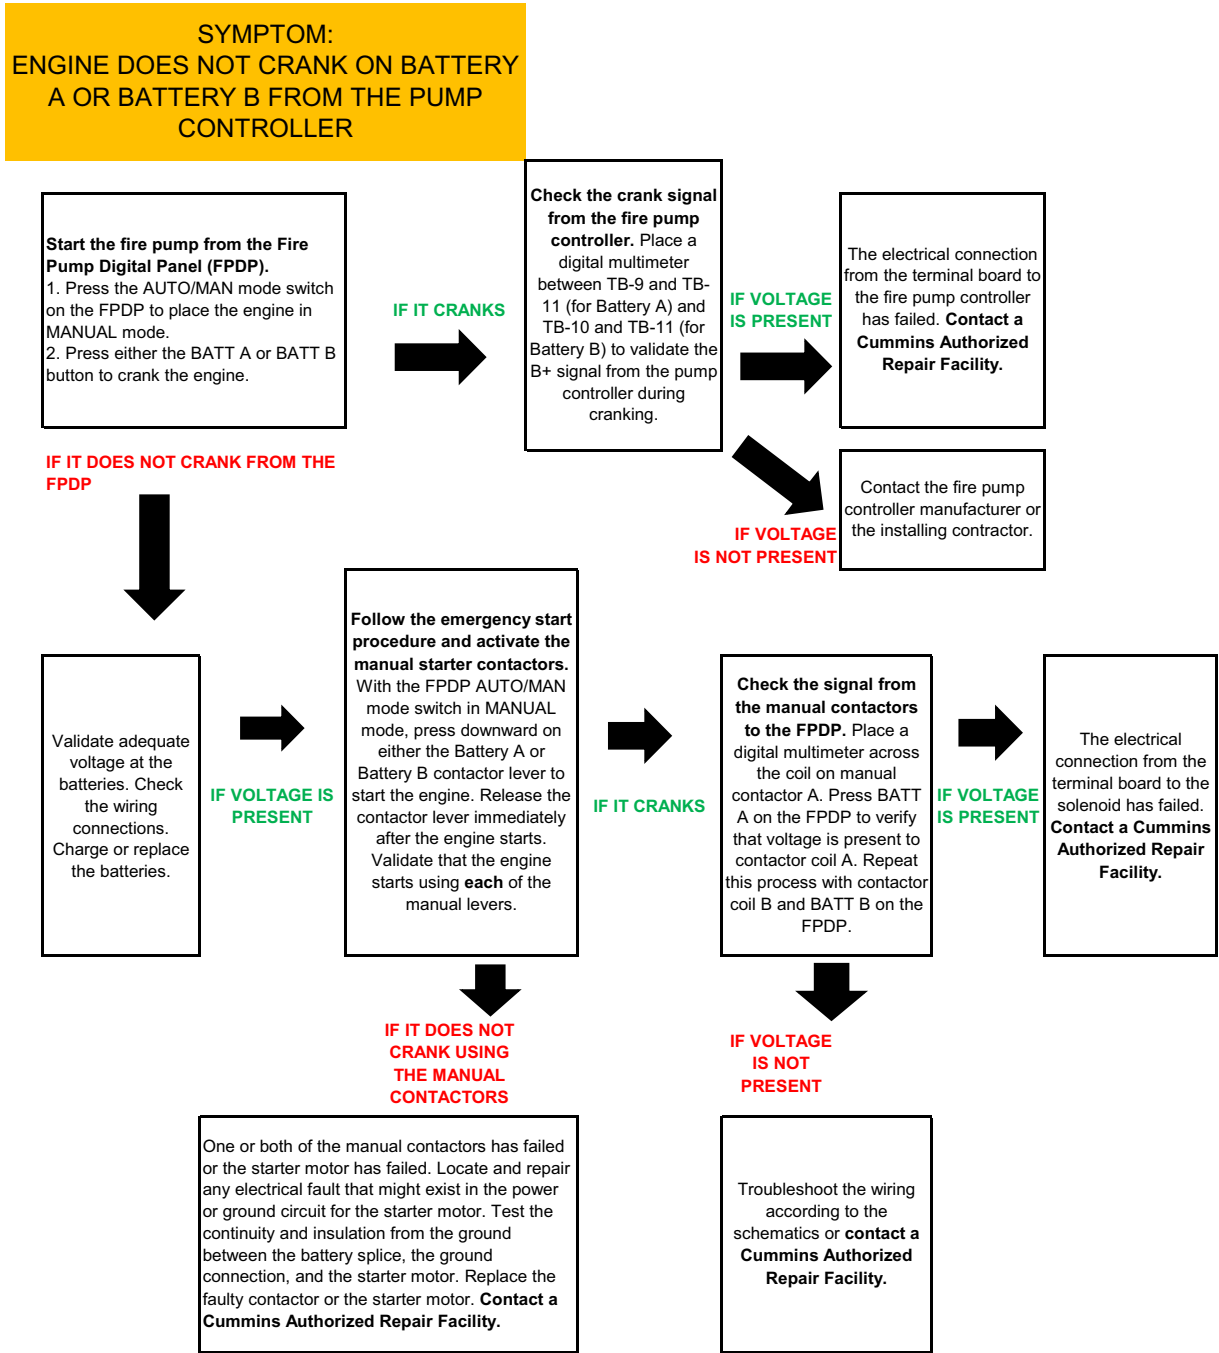 SYMPTOM:
ENGINE DOES NOT CRANK ON BATTERY
A OR BATTERY B FROM THE PUMP
CONTROLLER
Start the fire pump from the Fire
Pump Digital Panel (FPDP).
1. Press the AUTO/MAN mode switch
on the FPDP to place the engine in
MANUAL mode.
2. Press either the BATT A or BATT B
button to crank the engine.
IF IT CRANKS
Check the crank signal
from the fire pump
controller. Place a
digital multimeter
between TB-9 and TB-
11 (for Battery A) and
TB-10 and TB-11 (for
Battery B) to validate the
B+ signal from the pump
controller during
cranking.
IF VOLTAGE
IS PRESENT
The electrical connection
from the terminal board to
the fire pump controller
has failed. Contact a
Cummins Authorized
Repair Facility.
IF VOLTAGE
IS NOT PRESENT
Contact the fire pump
controller manufacturer or
the installing contractor.
IF IT DOES NOT CRANK FROM THE
FPDP
Validate adequate
voltage at the
batteries. Check
the wiring
connections.
Charge or replace
the batteries.
IF VOLTAGE IS
PRESENT
Follow the emergency start
procedure and activate the
manual starter contactors.
With the FPDP AUTO/MAN
mode switch in MANUAL
mode, press downward on
either the Battery A or
Battery B contactor lever to
start the engine. Release the
contactor lever immediately
after the engine starts.
Validate that the engine
starts using each of the
manual levers.
IF IT CRANKS
Check the signal from
the manual contactors
to the FPDP. Place a
digital multimeter across
the coil on manual
contactor A. Press BATT
A on the FPDP to verify
that voltage is present to
contactor coil A. Repeat
this process with contactor
coil B and BATT B on the
FPDP.
IF VOLTAGE
IS PRESENT
The electrical
connection from the
terminal board to the
solenoid has failed.
Contact a Cummins
Authorized Repair
Facility.
IF IT DOES NOT
CRANK USING
THE MANUAL
CONTACTORS
One or both of the manual contactors has failed
or the starter motor has failed. Locate and repair
any electrical fault that might exist in the power
or ground circuit for the starter motor. Test the
continuity and insulation from the ground
between the battery splice, the ground
connection, and the starter motor. Replace the
faulty contactor or the starter motor. Contact a
Cummins Authorized Repair Facility.
IF VOLTAGE
IS NOT
PRESENT
Troubleshoot the wiring
according to the
schematics or contact a
Cummins Authorized
Repair Facility.